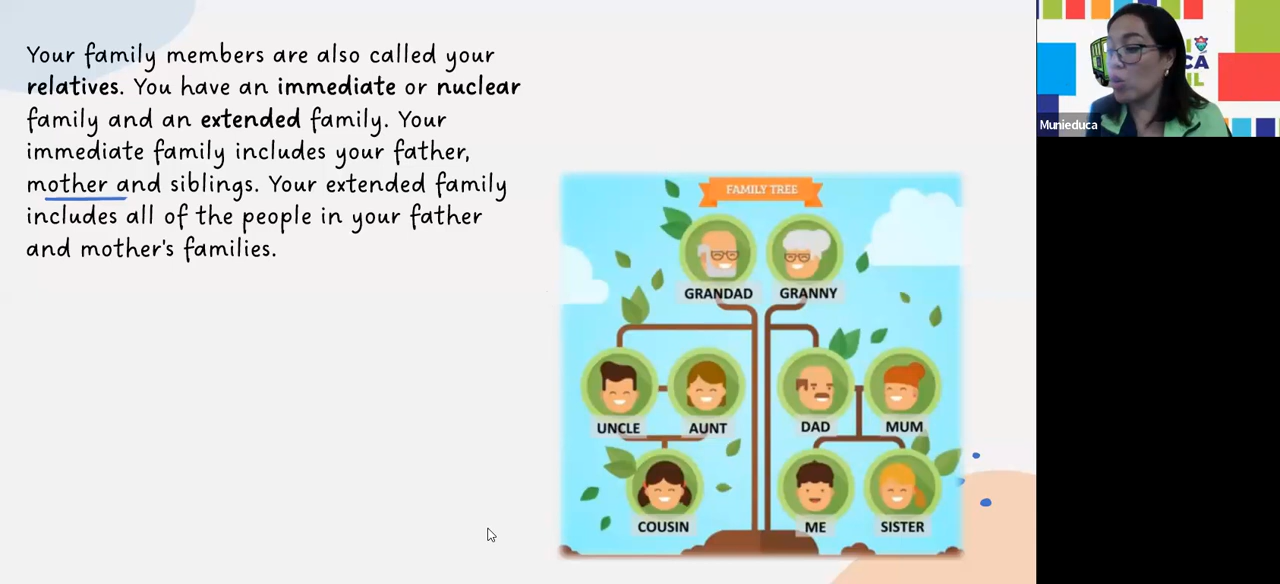 Your family members are also called your
relatives. You have an immediate or nuclear
family and an extended family. Your
immediate family includes your father,
mother and siblings. Your extended family
includes all of the people in your father
and mother's families.
FAMILY TREE
GRANDAD GRANNY
UNCLE AUNT DAD MUM
COUSIN ME SISTER
Munieduca